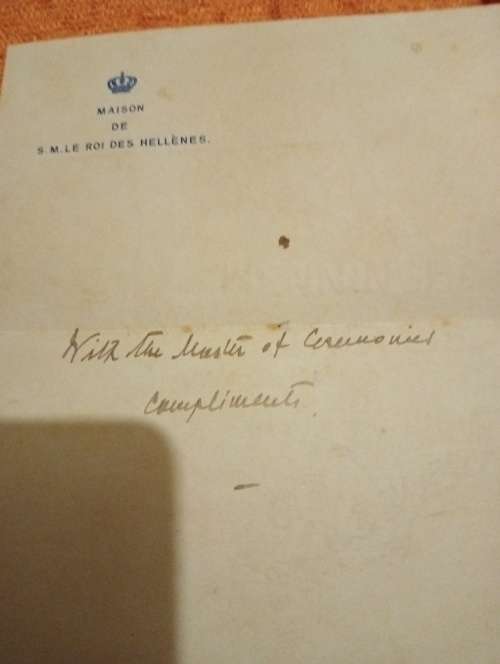 MAISON
DE
S.M. LE ROI DES HELLÈNES.
With the Master of Ceremonies
compliments.